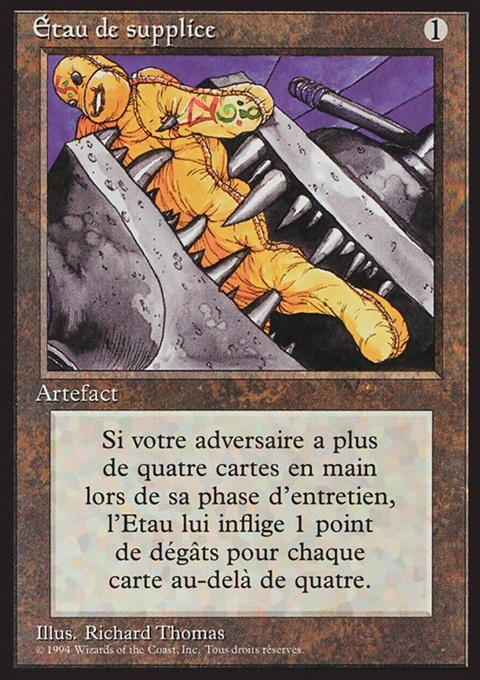 Étau de supplice 1
Artefact
Si votre adversaire a plus
de quatre cartes en main
lors de sa phase d'entretien,
l'Etau lui inflige 1 point
de dégâts pour chaque
carte au-delà de quatre.
Illus. Richard Thomas
© 1994 Wizards of the Coast, Inc. Tous droits réservés.